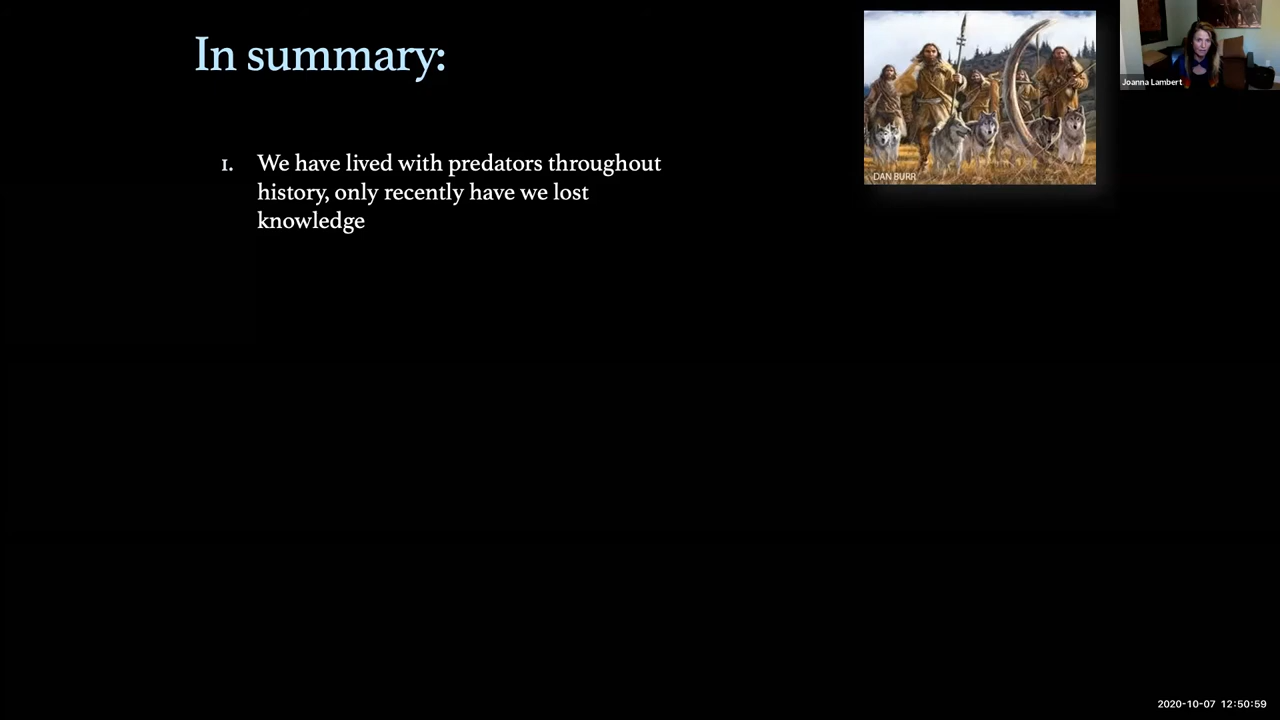 In summary:
1. We have lived with predators throughout
history, only recently have we lost
knowledge
DAN BURR
Joanna Lambert
2020-10-07 12:50:59